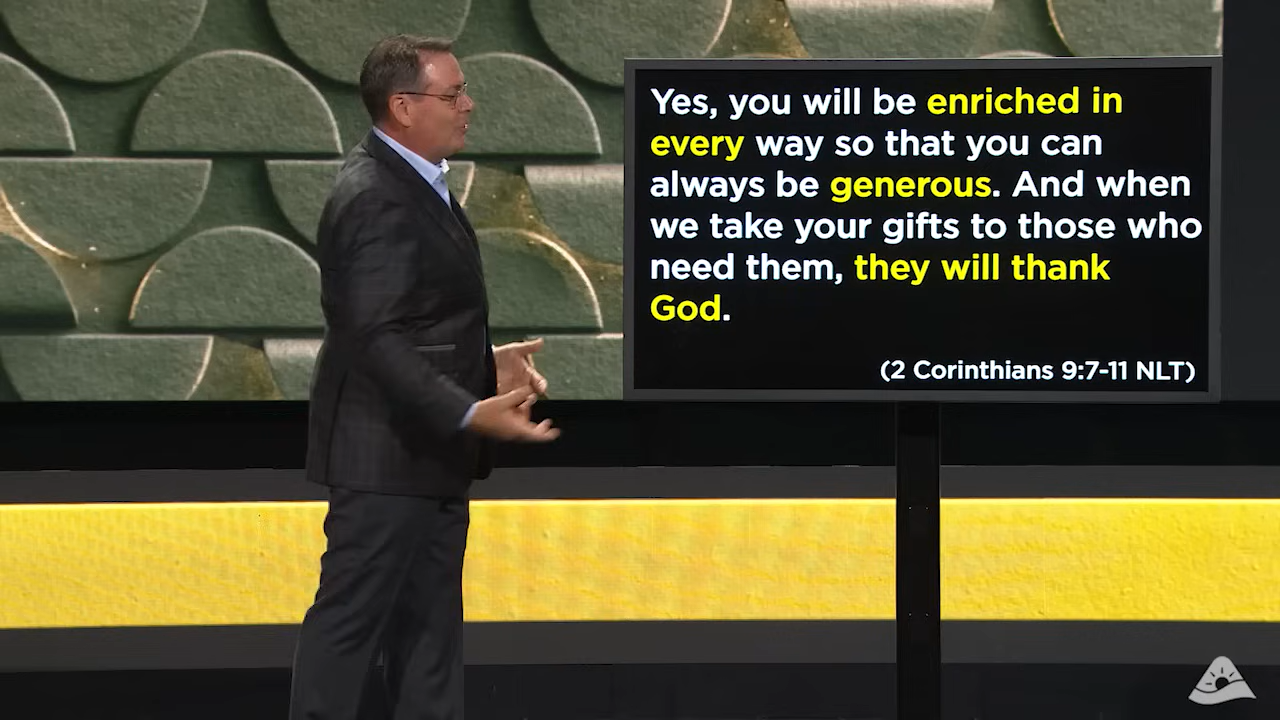 Yes, you will be enriched in
every way so that you can
always be generous. And when
we take your gifts to those who
need them, they will thank
God.
(2 Corinthians 9:7-11 NLT)